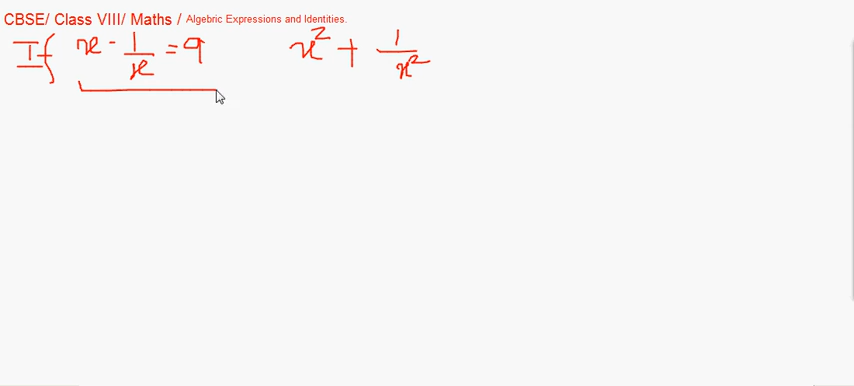 CBSE/ Class VIII/ Maths / Algebric Expressions and Identities.
If x - 1/x = 9 x² + 1/x²